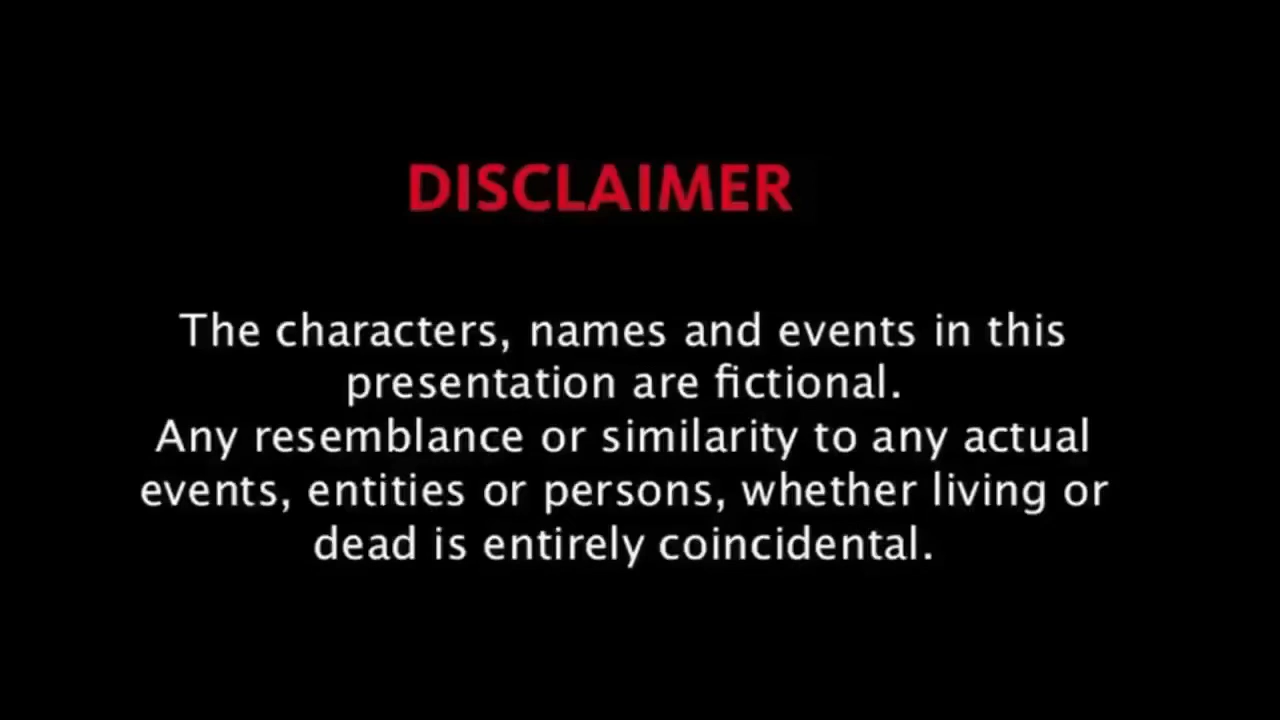 DISCLAIMER
The characters, names and events in this
presentation are fictional.
Any resemblance or similarity to any actual
events, entities or persons, whether living or
dead is entirely coincidental.